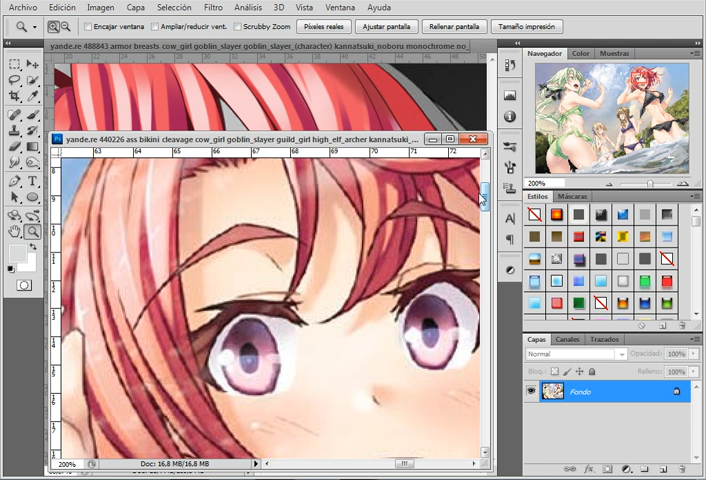 Archivo Edición Imagen Capa Selección Filtro Análisis 3D Vista Ventana Ayuda
Encajar ventana Ampliar/reducir vent. Scrubby Zoom Píxeles reales Ajustar pantalla Rellenar pantalla Tamaño impresión
yande.re 488843 armor breasts cow_girl goblin_slayer goblin_slayer_(character) kannatsuki_noboru monochrome no_
Navegador Color Muestras
yande.re 440226 ass bikini cleavage cow_girl goblin_slayer guild_girl high_elf_archer kannatsuki_...
63 64 65 66 67 68 69 70 71 72
200%
Estilos Máscaras
Capas Canales Trazados
Normal Opacidad: 100%
Bloq.: Relleno: 100%
Fondo
200% Doc: 16,8 MB/16,8 MB